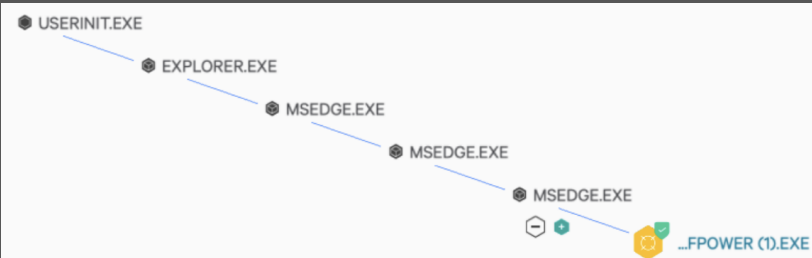 USERINIT.EXE
EXPLORER.EXE
MSEDGE.EXE
MSEDGE.EXE
MSEDGE.EXE
...FPOWER (1).EXE